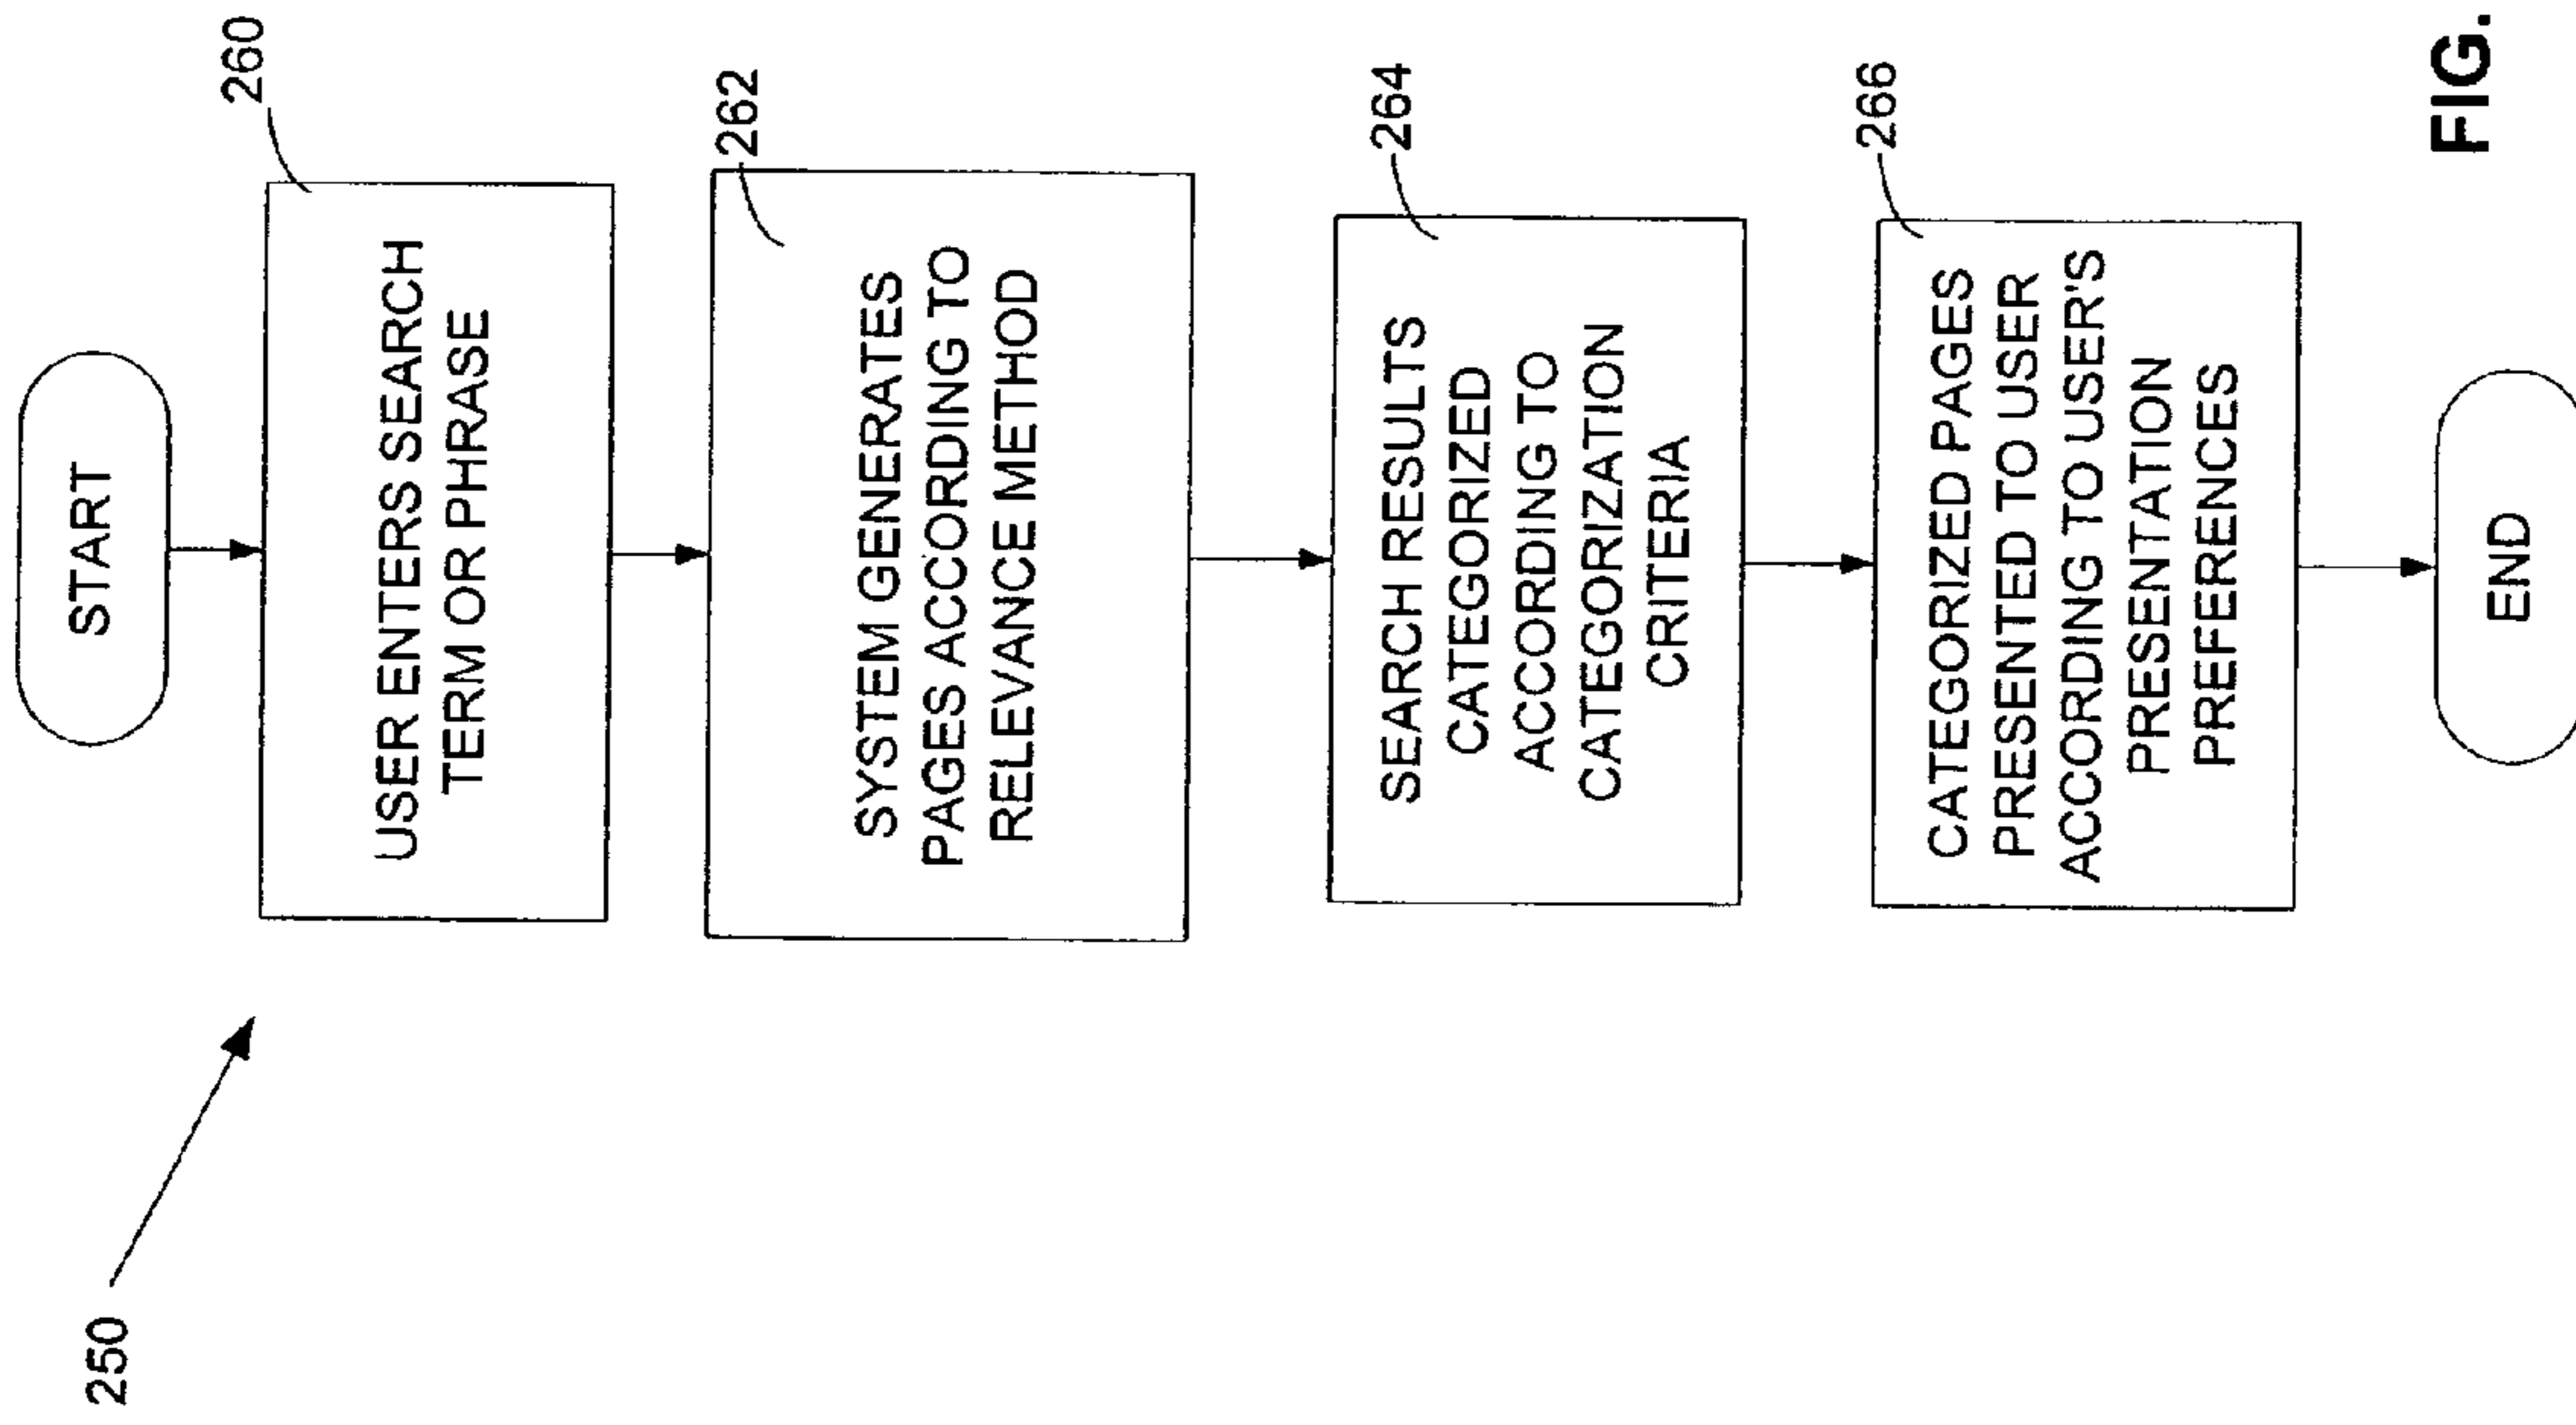 250
START
260
USER ENTERS SEARCH
TERM OR PHRASE
262
SYSTEM GENERATES
PAGES ACCORDING TO
RELEVANCE METHOD
264
SEARCH RESULTS
CATEGORIZED
ACCORDING TO
CATEGORIZATION
CRITERIA
266
CATEGORIZED PAGES
PRESENTED TO USER
ACCORDING TO USER'S
PRESENTATION
PREFERENCES
END
FIG.